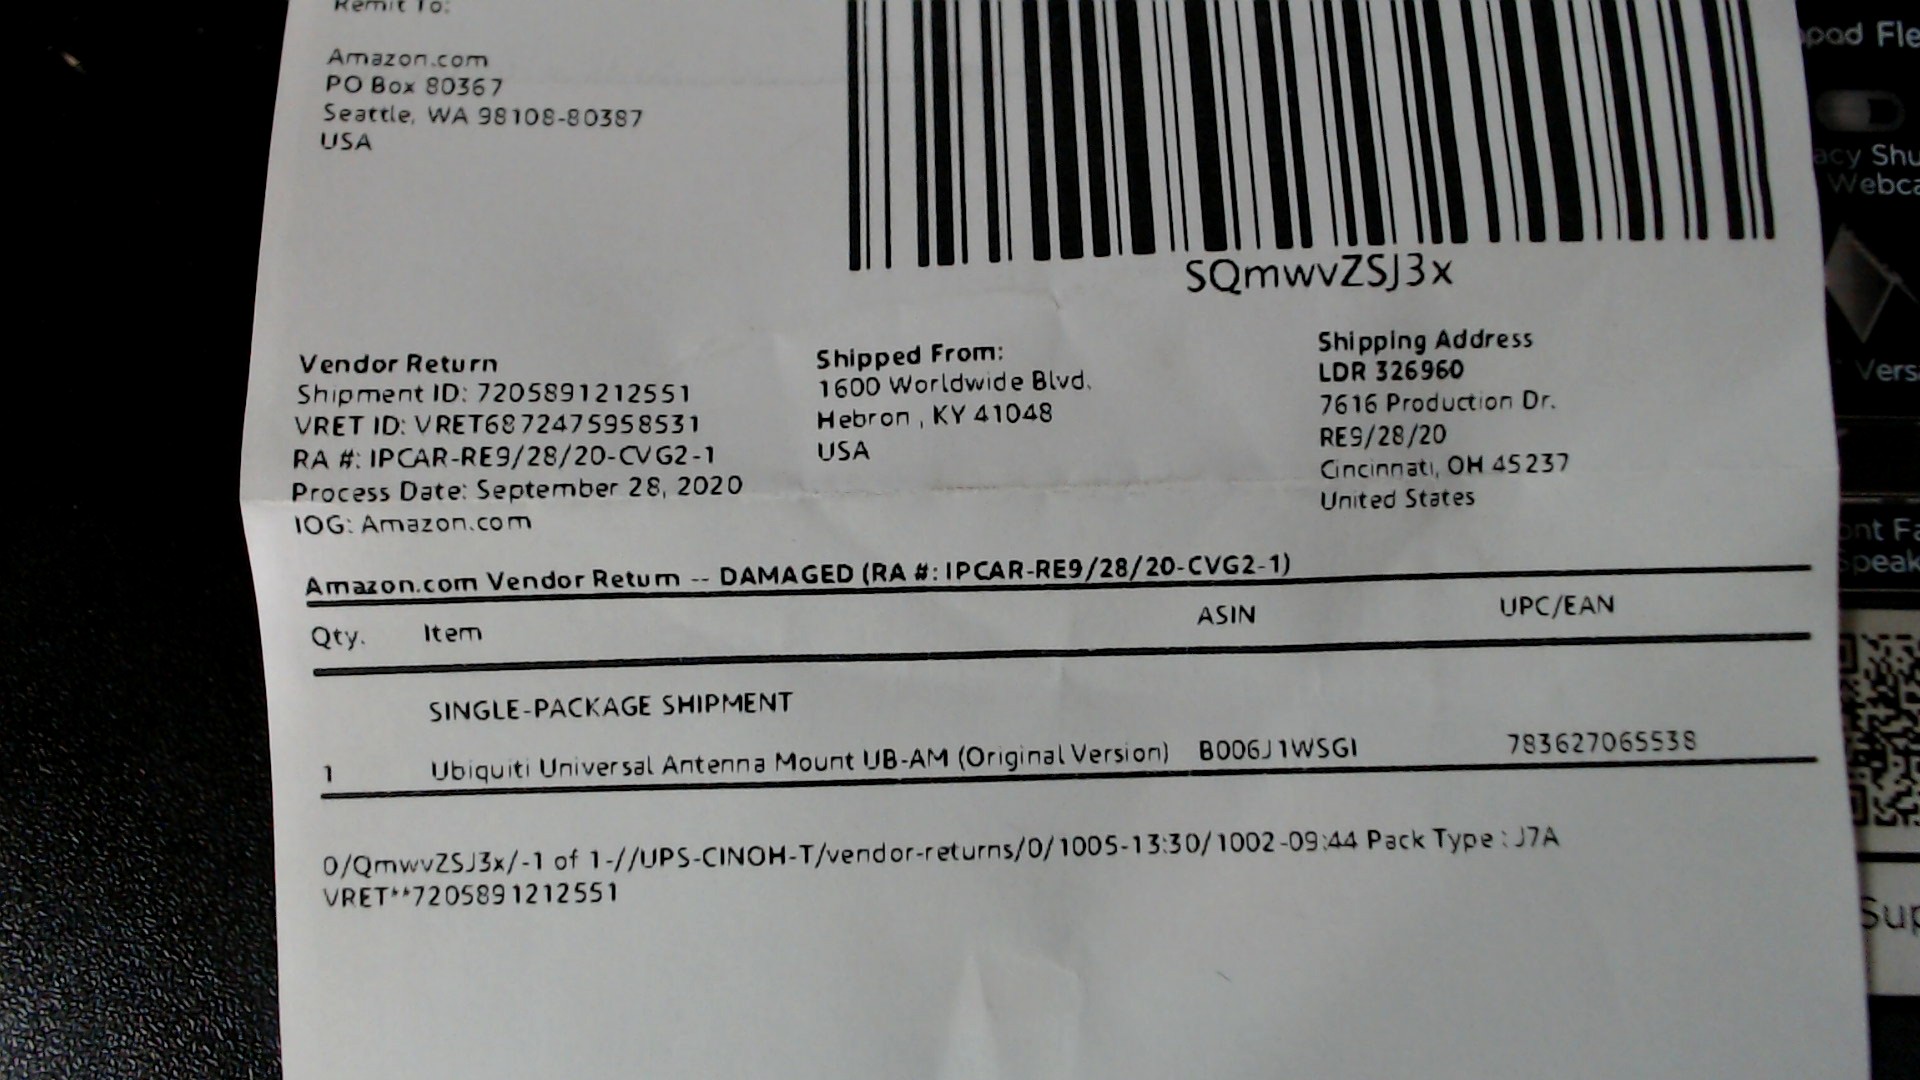 Remit To:
Amazon.com
PO Box 80367
Seattle, WA 98108-80387
USA
SQmwvZSJ3x
Vendor Return
Shipment ID: 7205891212551
VRET ID: VRET6872475958531
RA #: IPCAR-RE9/28/20-CVG2-1
Process Date: September 28, 2020
IOG: Amazon.com
Shipped From:
1600 Worldwide Blvd.
Hebron , KY 41048
USA
Shipping Address
LDR 326960
7616 Production Dr.
RE9/28/20
Cincinnati, OH 45237
United States
Amazon.com Vendor Return -- DAMAGED (RA #: IPCAR-RE9/28/20-CVG2-1)
Qty. Item ASIN UPC/EAN
SINGLE-PACKAGE SHIPMENT
1 Ubiquiti Universal Antenna Mount UB-AM (Original Version) B006J1WSGI 783627065538
0/QmwvZSJ3x/-1 of 1-//UPS-CINOH-T/vendor-returns/0/1005-13:30/1002-09:44 Pack Type : J7A
VRET**7205891212551